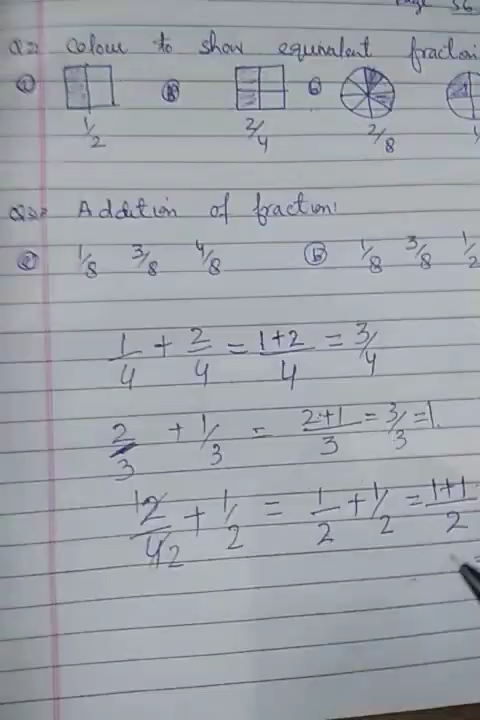 Page 56
Q2: Colour to show equivalent fraction
a 1/2 b 2/4 c 2/8
Q3: Addition of fraction:
a 1/8 3/8 4/8 b 1/8 3/8 1/2
1/4 + 2/4 = 1+2/4 = 3/4
2/3 + 1/3 = 2+1/3 = 3/3 = 1.
12/42 + 1/2 = 1/2 + 1/2 = 1+1/2